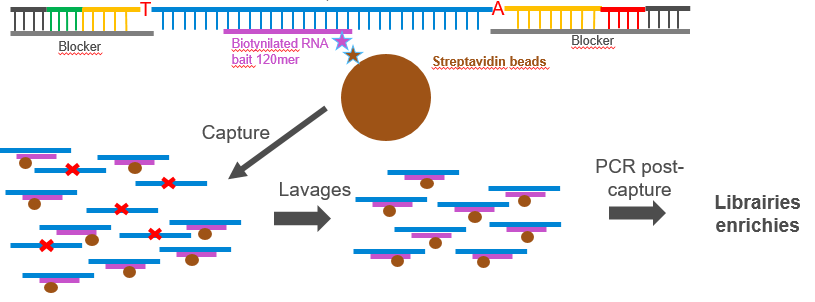 T
A
Blocker
Biotynilated RNA
bait 120mer
Blocker
Streptavidin beads
Capture
Lavages
PCR post-
capture
Librairies
enrichies